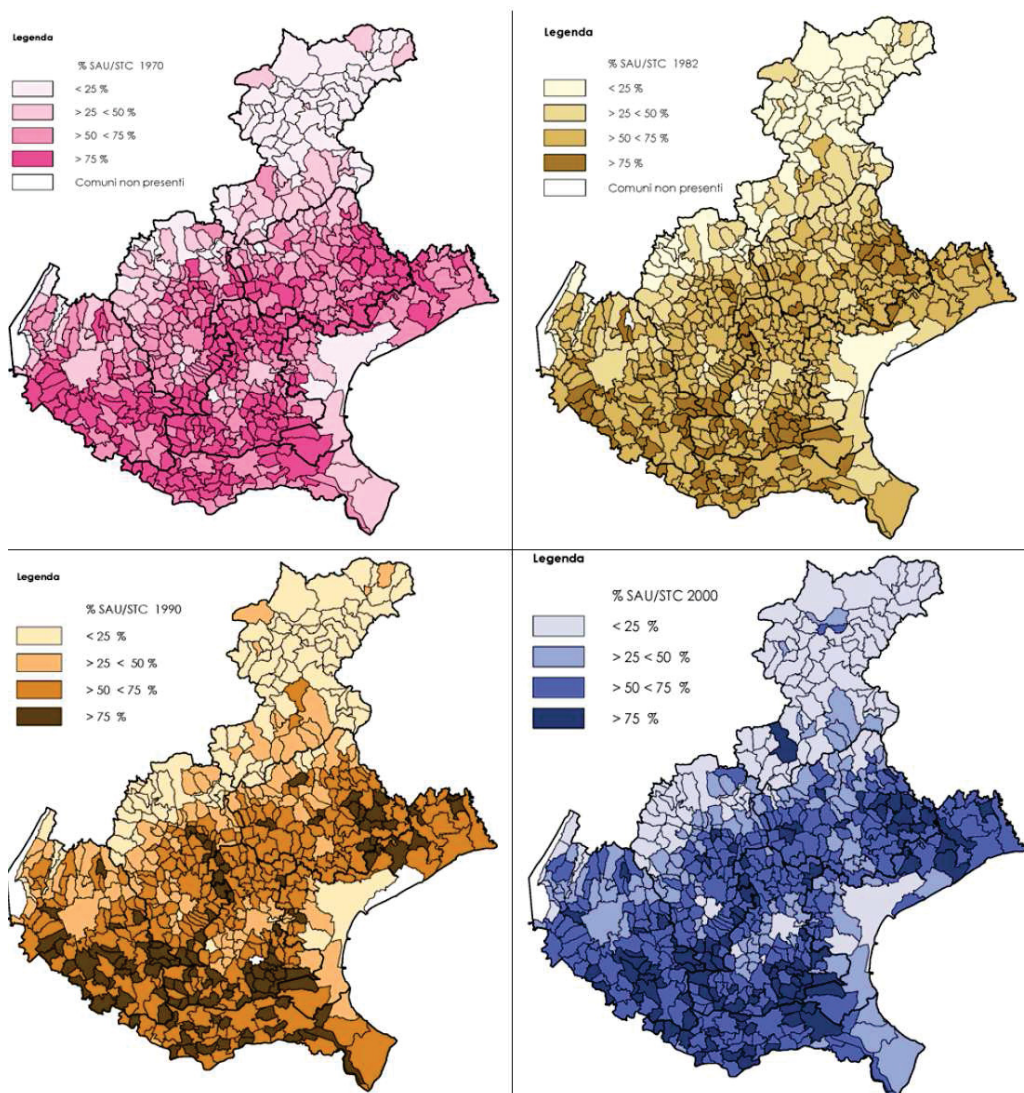 Legenda
% SAU/STC 1970
< 25 %
> 25 < 50 %
> 50 < 75 %
> 75 %
Comuni non presenti
Legenda
% SAU/STC 1982
< 25 %
> 25 < 50 %
> 50 < 75 %
> 75 %
Comuni non presenti
Legenda
% SAU/STC 1990
< 25 %
> 25 < 50 %
> 50 < 75 %
> 75 %
Legenda
% SAU/STC 2000
< 25 %
> 25 < 50 %
> 50 < 75 %
> 75 %